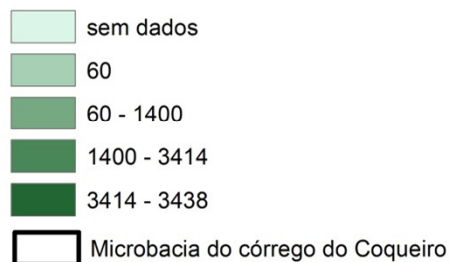 sem dados
60
60 - 1400
1400 - 3414
3414 - 3438
Microbacia do córrego do Coqueiro